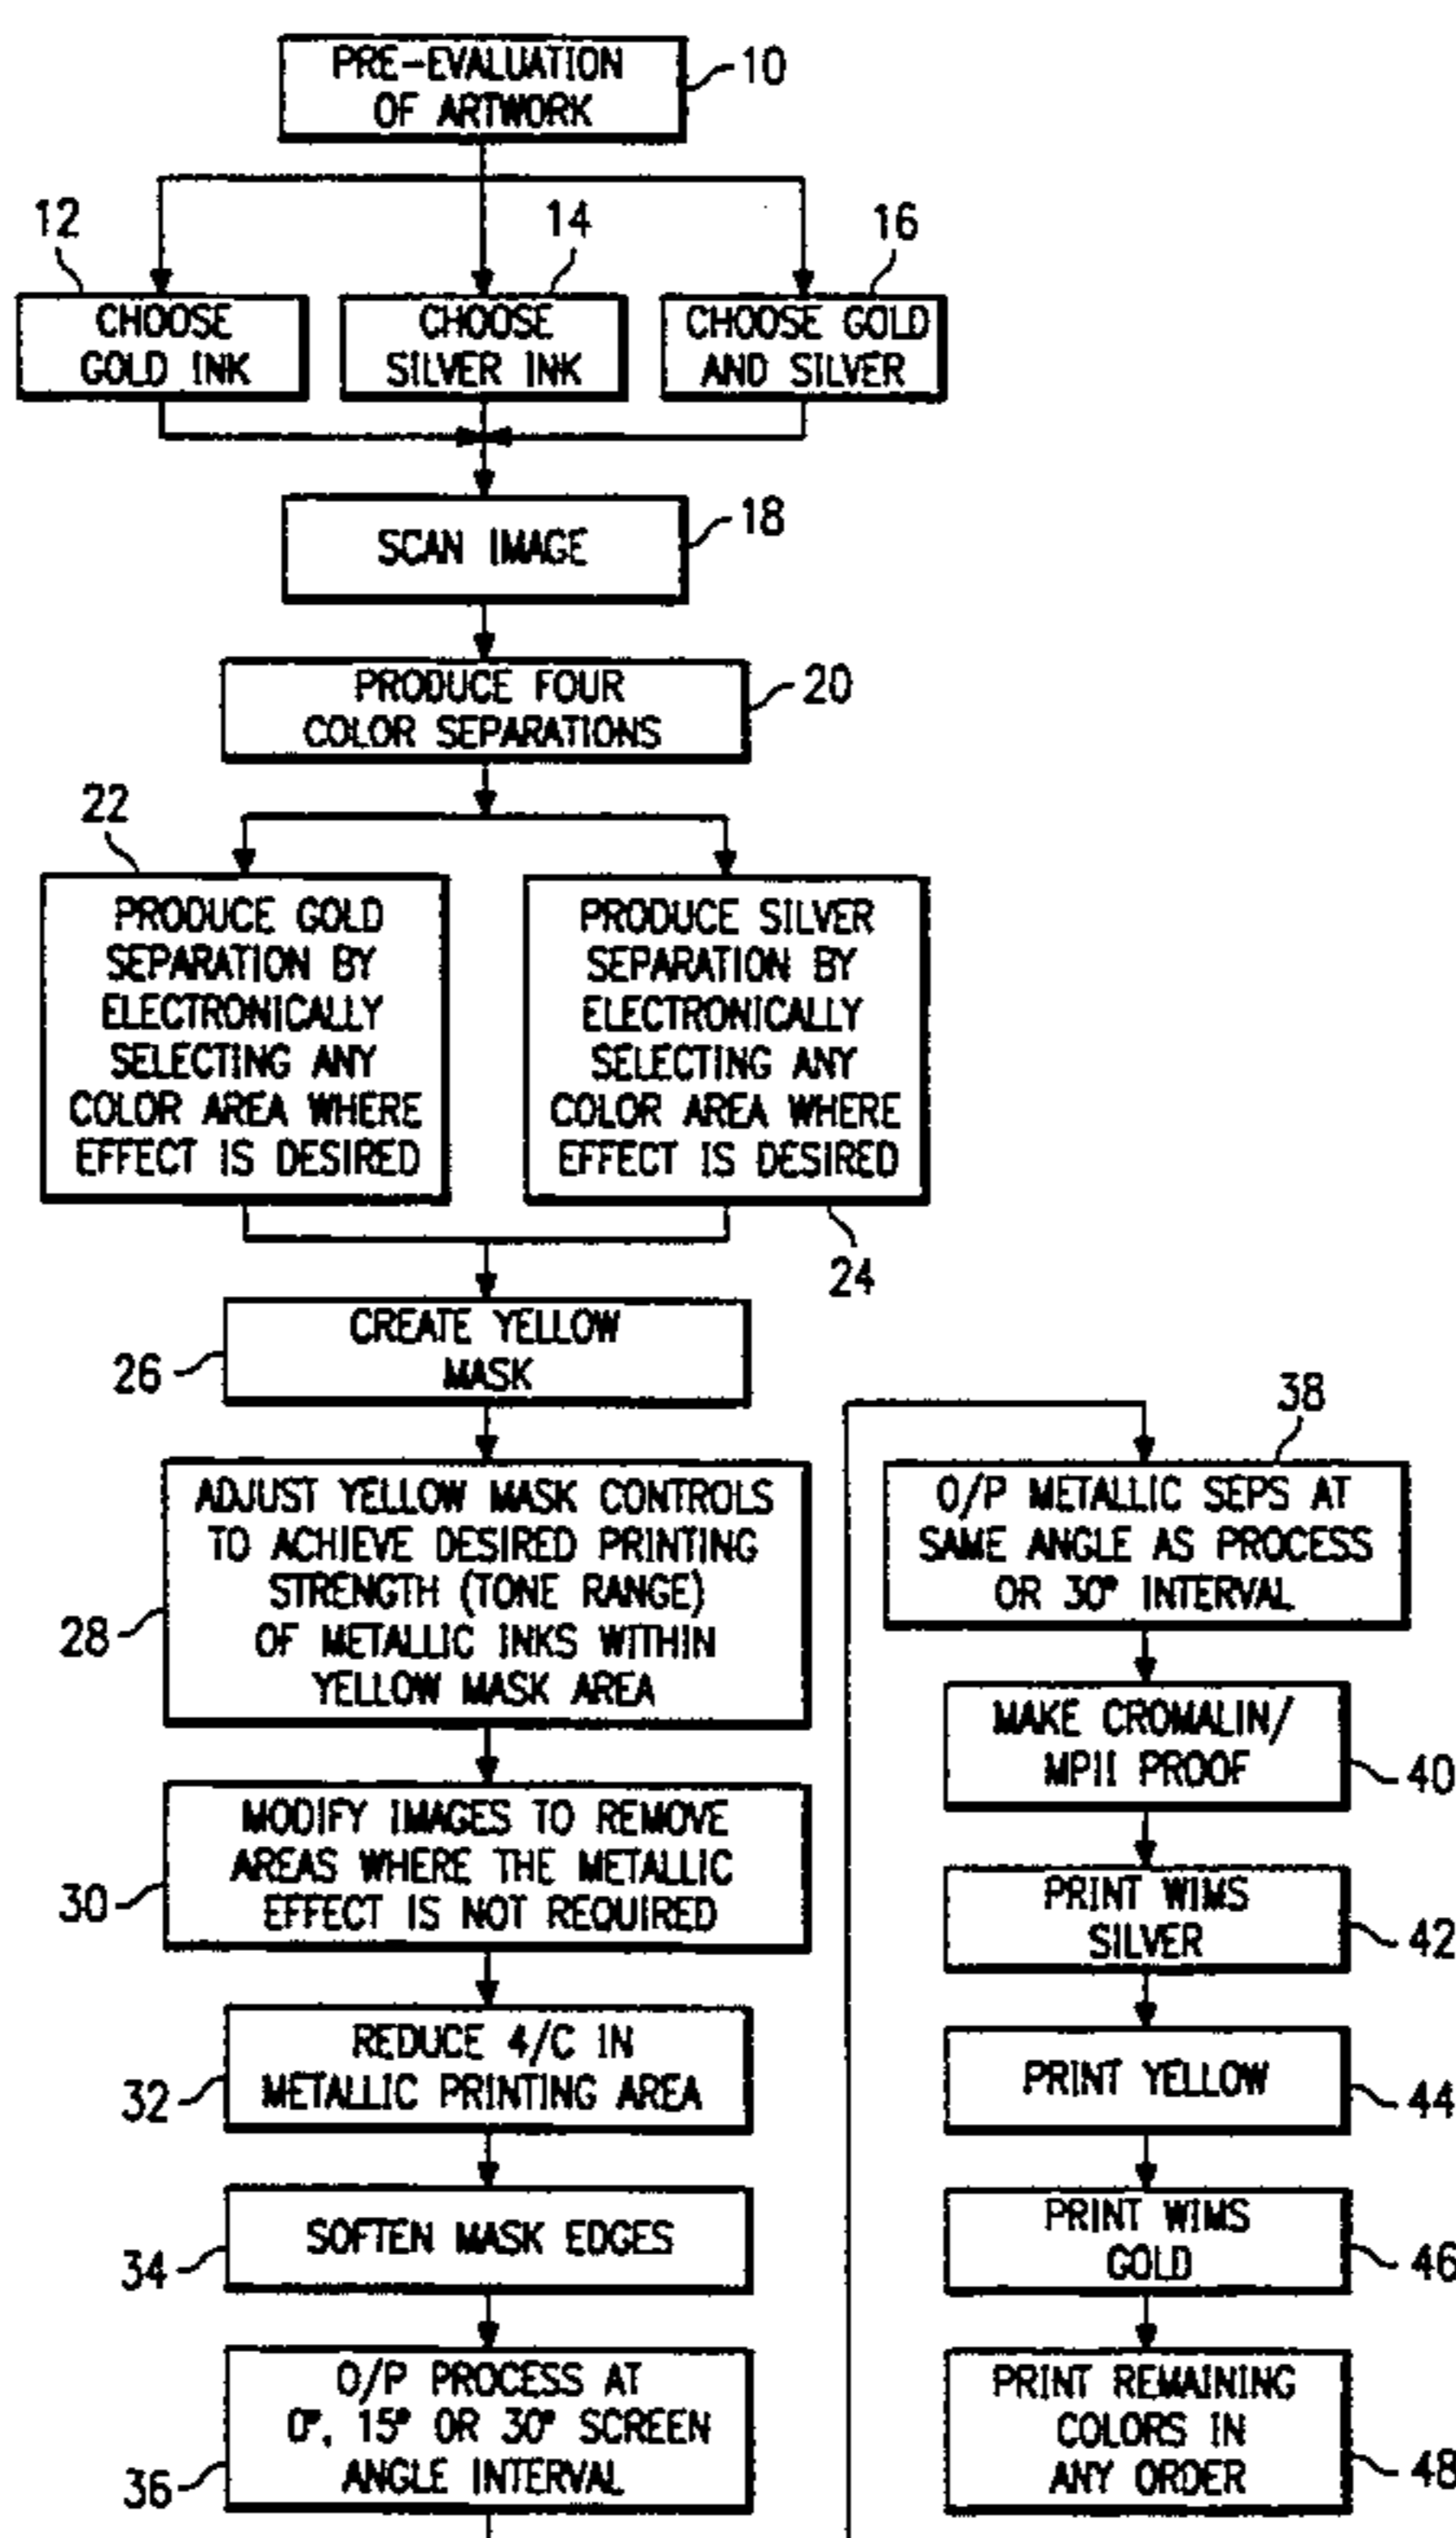 PRE-EVALUATION
OF ARTWORK
10
12
14
16
CHOOSE
GOLD INK
CHOOSE
SILVER INK
CHOOSE GOLD
AND SILVER
SCAN IMAGE
18
PRODUCE FOUR
COLOR SEPARATIONS
20
22
PRODUCE GOLD
SEPARATION BY
ELECTRONICALLY
SELECTING ANY
COLOR AREA WHERE
EFFECT IS DESIRED
PRODUCE SILVER
SEPARATION BY
ELECTRONICALLY
SELECTING ANY
COLOR AREA WHERE
EFFECT IS DESIRED
24
CREATE YELLOW
MASK
26
ADJUST YELLOW MASK CONTROLS
TO ACHIEVE DESIRED PRINTING
STRENGTH (TONE RANGE)
OF METALLIC INKS WITHIN
YELLOW MASK AREA
28
MODIFY IMAGES TO REMOVE
AREAS WHERE THE METALLIC
EFFECT IS NOT REQUIRED
30
REDUCE 4/C IN
METALLIC PRINTING AREA
32
SOFTEN MASK EDGES
34
O/P PROCESS AT
0°, 15° OR 30° SCREEN
ANGLE INTERVAL
36
38
O/P METALLIC SEPS AT
SAME ANGLE AS PROCESS
OR 30° INTERVAL
MAKE CROMALIN/
MPII PROOF
40
PRINT WIMS
SILVER
42
PRINT YELLOW
44
PRINT WIMS
GOLD
46
PRINT REMAINING
COLORS IN
ANY ORDER
48